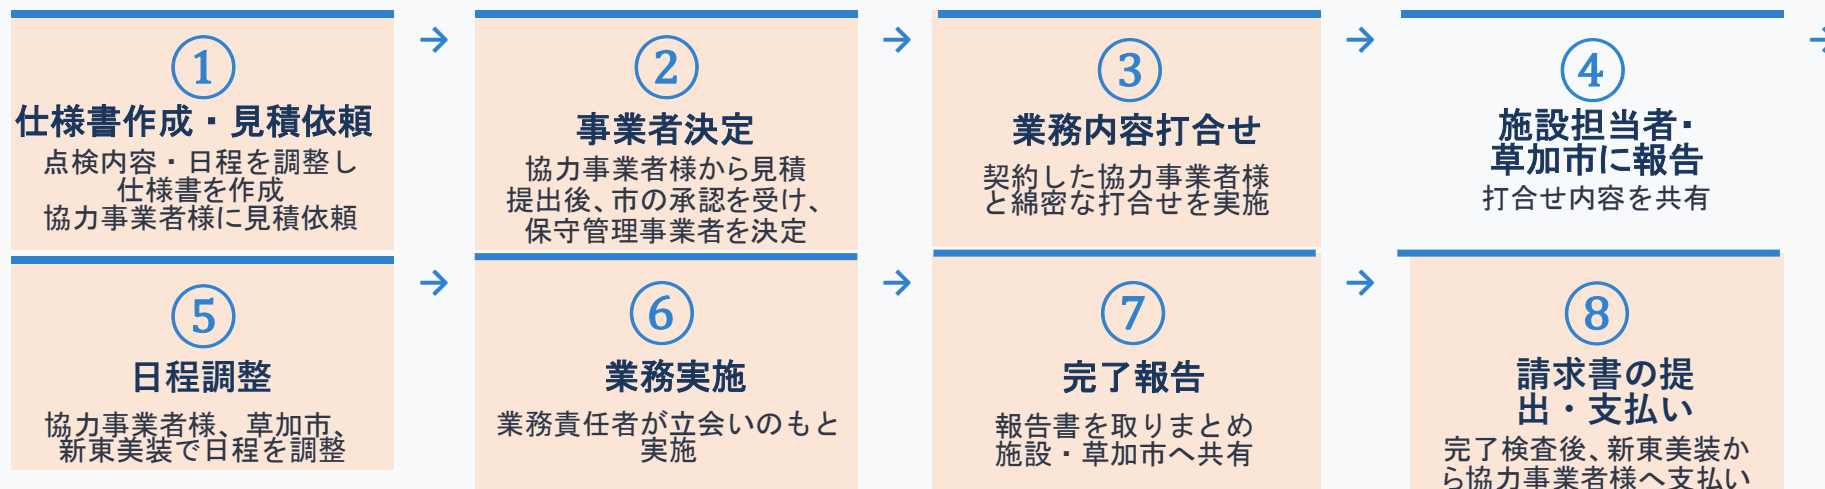 ①
仕様書作成・見積依頼
点検内容・日程を調整し
仕様書を作成
協力事業者様に見積依頼
→
②
事業者決定
協力事業者様から見積
提出後、市の承認を受け、
保守管理事業者を決定
→
③
業務内容打合せ
契約した協力事業者様
と綿密な打合せを実施
→
④
施設担当者・
草加市に報告
打合せ内容を共有
→
⑤
日程調整
協力事業者様、草加市、
新東美装で日程を調整
→
⑥
業務実施
業務責任者が立会いのもと
実施
→
⑦
完了報告
報告書を取りまとめ
施設・草加市へ共有
→
⑧
請求書の提
出・支払い
完了検査後、新東美装か
ら協力事業者様へ支払い